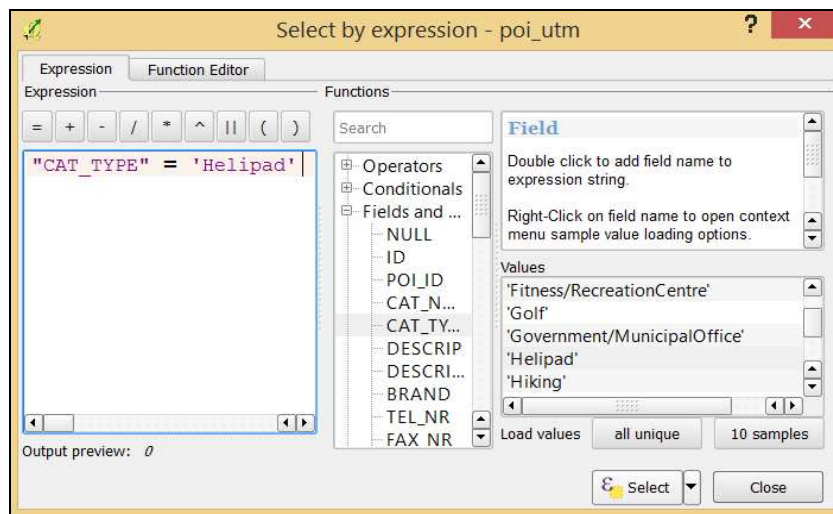 Select by expression - poi_utm
?
×
Expression
Function Editor
Expression
= + - / * ^ || ( )
"CAT_TYPE" = 'Helipad'
Output preview: 0
Functions
Search
Operators
Conditionals
Fields and ...
NULL
ID
POI_ID
CAT_N...
CAT_TY...
DESCRIP
DESCRI...
BRAND
TEL_NR
FAX_NR
Field
Double click to add field name to
expression string.
Right-Click on field name to open context
menu sample value loading options.
Values
'Fitness/RecreationCentre'
'Golf'
'Government/MunicipalOffice'
'Helipad'
'Hiking'
Load values all unique 10 samples
ε Select Close